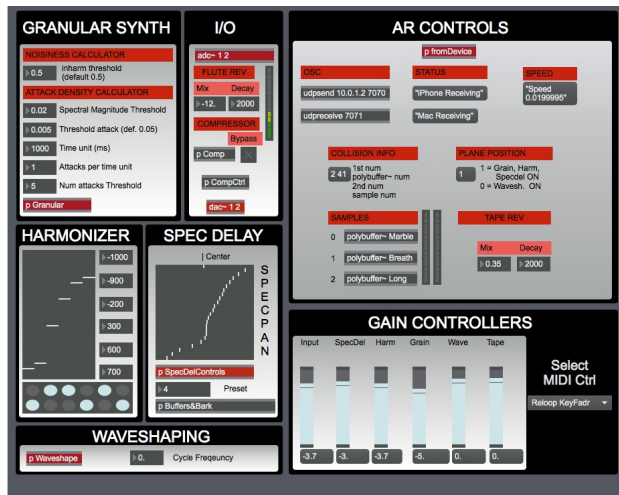 GRANULAR SYNTH
NOISINESS CALCULATOR
0.5 inharm threshold
(default 0.5)
ATTACK DENSITY CALCULATOR
0.02 Spectral Magnitude Threshold
0.005 Threshold attack (def. 0.05)
1000 Time unit (ms)
1 Attacks per time unit
5 Num attacks Threshold
p Granular
I/O
adc~ 1 2
FLUTE REV
Mix Decay
-12. 2000
COMPRESSOR
Bypass
p Comp
p CompCtrl
dac~ 1 2
AR CONTROLS
p fromDevice
OSC
udpsend 10.0.1.2 7070
udpreceive 7071
STATUS
"iPhone Receiving"
"Mac Receiving"
SPEED
"Speed
0.0199995"
COLLISION INFO
2 41
1st num
polybuffer~ num
2nd num
sample num
PLANE POSITION
1
1 = Grain, Harm,
Specdel ON
0 = Wavesh. ON
SAMPLES
0 polybuffer~ Marble
1 polybuffer~ Breath
2 polybuffer~ Long
TAPE REV
Mix Decay
0.35 2000
HARMONIZER
-1000
-900
-200
300
600
700
SPEC DELAY
| Center
SPECPAN
p SpecDelControls
4 Preset
p Buffers&Bark
GAIN CONTROLLERS
Input SpecDel Harm Grain Wave Tape
-3.7 -3. -3.7 -5. 0. 0.
Select
MIDI Ctrl
Reloop KeyFadr
WAVESHAPING
p Waveshape 0. Cycle Freqeuncy